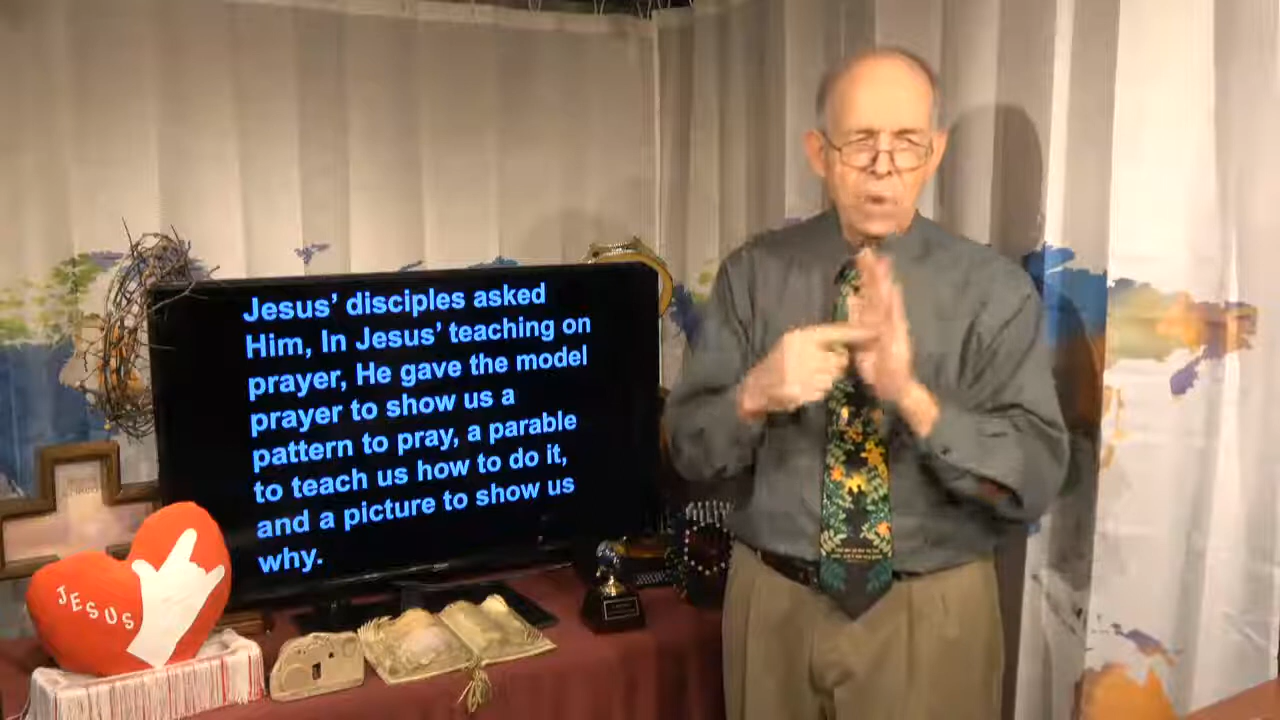 Jesus’ disciples asked
Him, In Jesus’ teaching on
prayer, He gave the model
prayer to show us a
pattern to pray, a parable
to teach us how to do it,
and a picture to show us
why.
JESUS